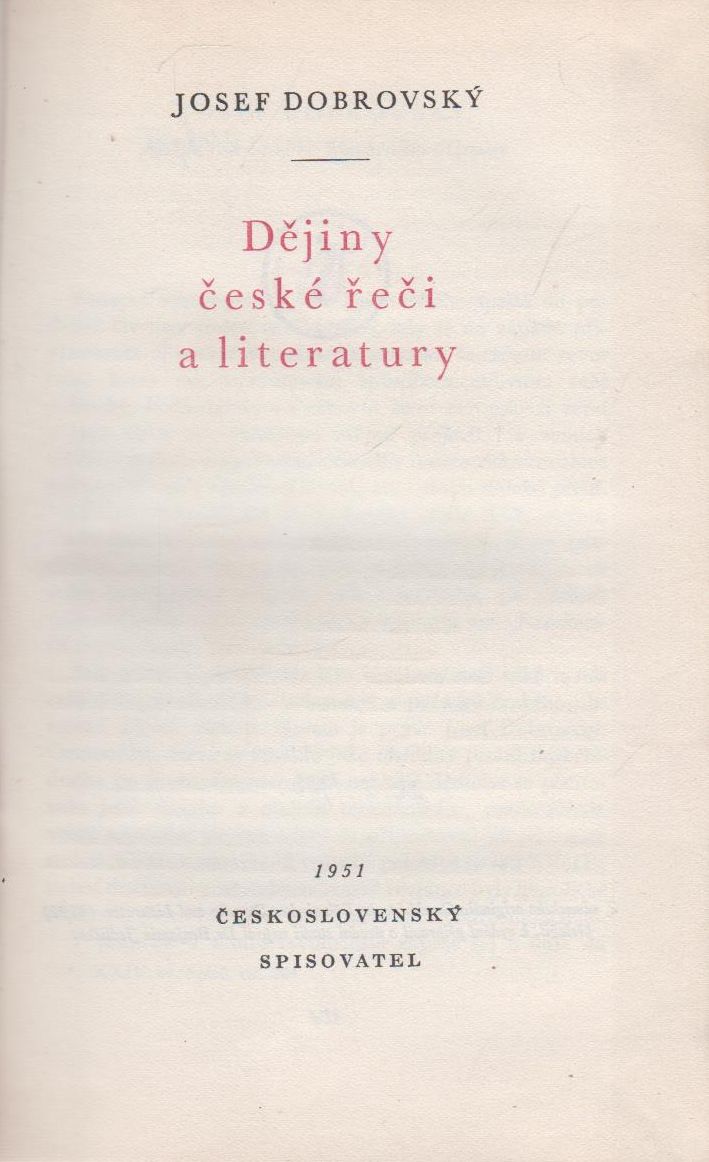 JOSEF DOBROVSKÝ
Dějiny
české řeči
a literatury
1951
ČESKOSLOVENSKÝ
SPISOVATEL